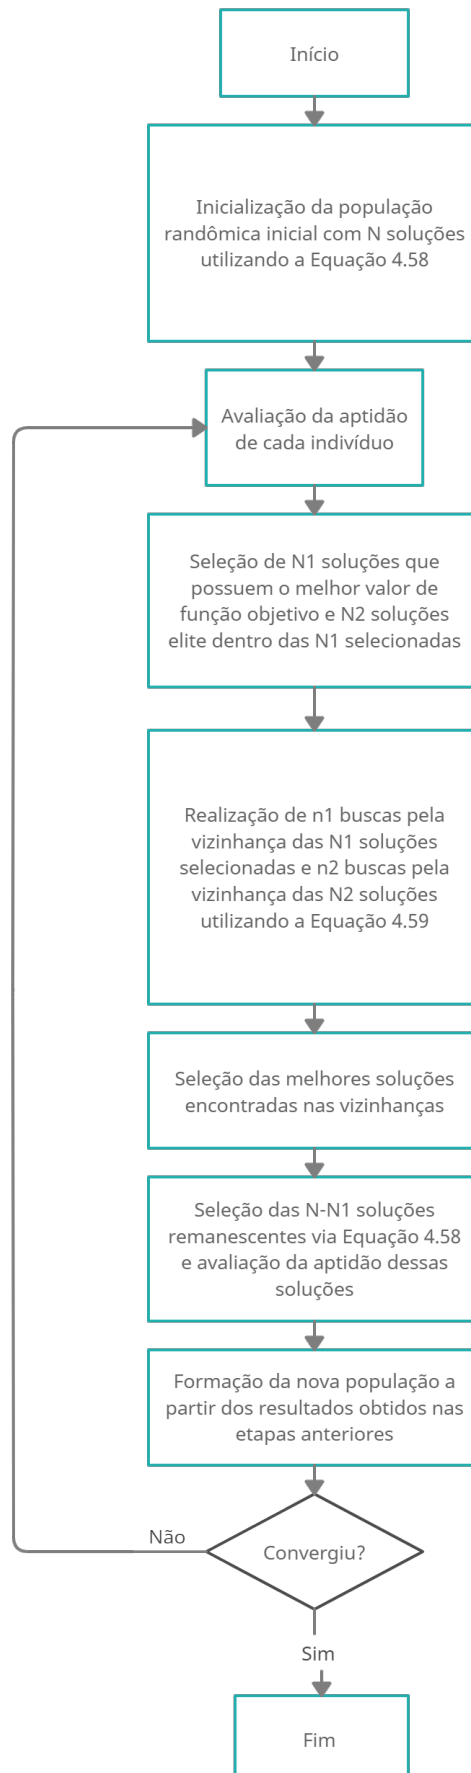 Início
Inicialização da população
randômica inicial com N soluções
utilizando a Equação 4.58
Avaliação da aptidão
de cada indivíduo
Seleção de N1 soluções que
possuem o melhor valor de
função objetivo e N2 soluções
elite dentro das N1 selecionadas
Realização de n1 buscas pela
vizinhança das N1 soluções
selecionadas e n2 buscas pela
vizinhança das N2 soluções
utilizando a Equação 4.59
Seleção das melhores soluções
encontradas nas vizinhanças
Seleção das N-N1 soluções
remanescentes via Equação 4.58
e avaliação da aptidão dessas
soluções
Formação da nova população a
partir dos resultados obtidos nas
etapas anteriores
Não
Convergiu?
Sim
Fim